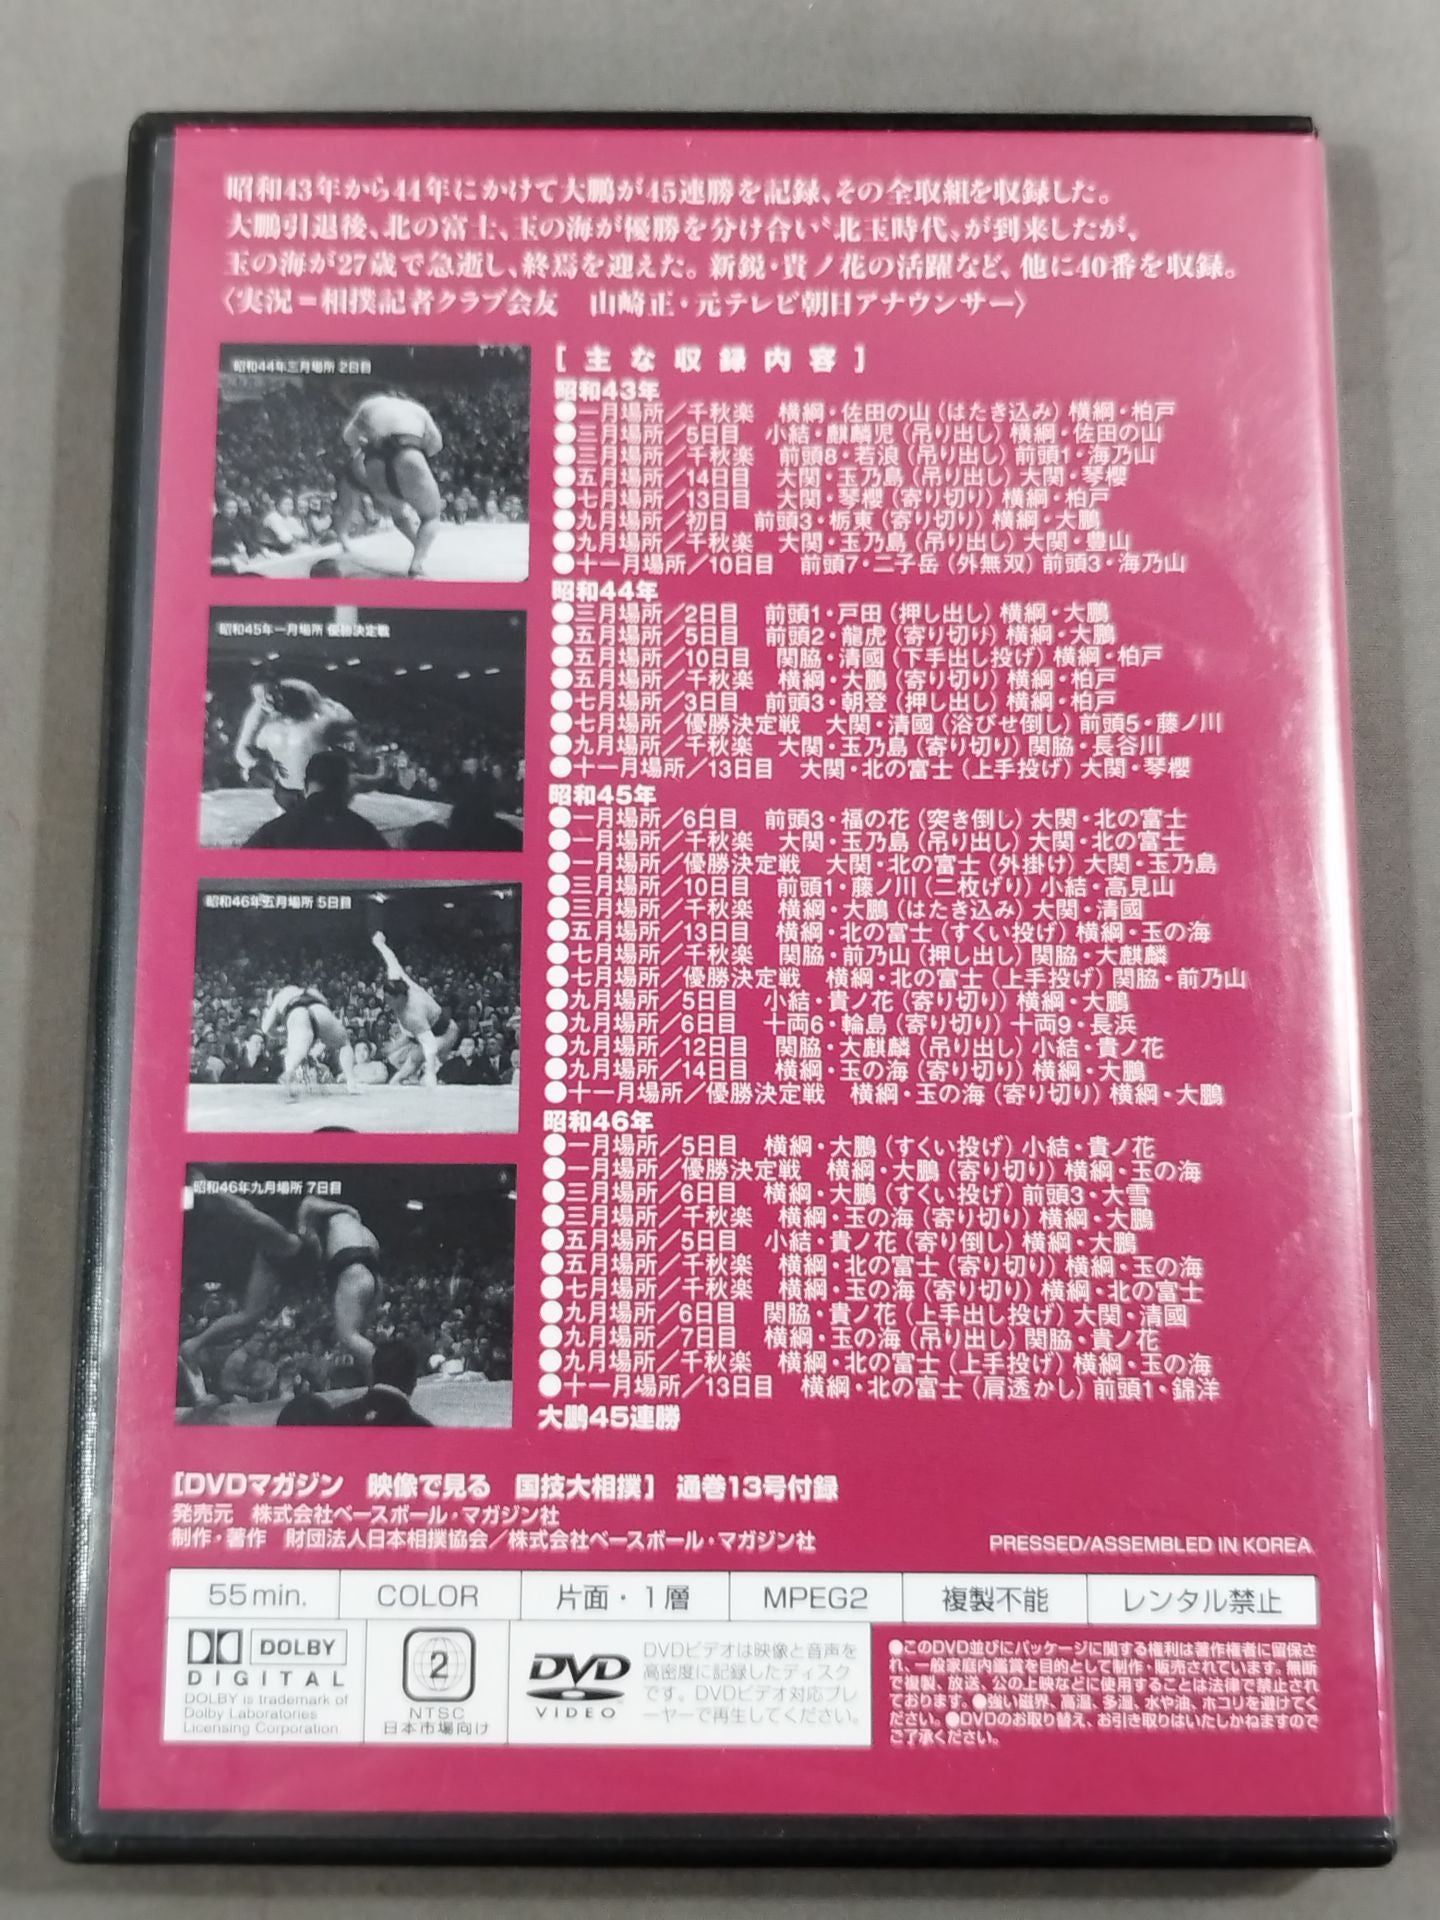 昭和43年から44年にかけて大鵬が45連勝を記録、その全取組を収録した。
大鵬引退後、北の富士、玉の海が優勝を分け合い〝北玉時代〟が到来したが、
玉の海が27歳で急逝し、終焉を迎えた。新鋭・貴ノ花の活躍など、他に40番を収録。
〈実況＝相撲記者クラブ会友　山崎正・元テレビ朝日アナウンサー〉
[主な収録内容]
昭和43年
●一月場所／千秋楽　横綱・佐田の山（はたき込み）横綱・柏戸
●三月場所／5日目　小結・麒麟児（吊り出し）横綱・佐田の山
●三月場所／千秋楽　前頭8・若浪（吊り出し）前頭1・海乃山
●五月場所／14日目　大関・玉乃島（吊り出し）大関・琴櫻
●七月場所／13日目　大関・琴櫻（寄り切り）横綱・柏戸
●九月場所／初日　前頭3・栃東（寄り切り）横綱・大鵬
●九月場所／千秋楽　大関・玉乃島（吊り出し）大関・豊山
●十一月場所／10日目　前頭7・二子岳（外無双）前頭3・海乃山
昭和44年
●三月場所／2日目　前頭1・戸田（押し出し）横綱・大鵬
●五月場所／5日目　前頭2・龍虎（寄り切り）横綱・大鵬
●五月場所／10日目　関脇・清國（下手出し投げ）横綱・柏戸
●五月場所／千秋楽　横綱・大鵬（寄り切り）横綱・柏戸
●七月場所／3日目　前頭3・朝登（押し出し）横綱・柏戸
●七月場所／優勝決定戦　大関・清國（浴びせ倒し）前頭5・藤ノ川
●九月場所／千秋楽　大関・玉乃島（寄り切り）関脇・長谷川
●十一月場所／13日目　大関・北の富士（上手投げ）大関・琴櫻
昭和45年
●一月場所／6日目　前頭3・福の花（突き倒し）大関・北の富士
●一月場所／千秋楽　大関・玉乃島（吊り出し）大関・北の富士
●一月場所／優勝決定戦　大関・北の富士（外掛け）大関・玉乃島
●三月場所／10日目　前頭1・藤ノ川（二枚げり）小結・高見山
●三月場所／千秋楽　横綱・大鵬（はたき込み）大関・清國
●五月場所／13日目　横綱・北の富士（すくい投げ）横綱・玉の海
●七月場所／千秋楽　関脇・前乃山（押し出し）関脇・大麒麟
●七月場所／優勝決定戦　横綱・北の富士（上手投げ）関脇・前乃山
●九月場所／5日目　小結・貴ノ花（寄り切り）横綱・大鵬
●九月場所／6日目　十両6・輪島（寄り切り）十両9・長浜
●九月場所／12日目　関脇・大麒麟（吊り出し）小結・貴ノ花
●九月場所／14日目　横綱・玉の海（寄り切り）横綱・大鵬
●十一月場所／優勝決定戦　横綱・玉の海（寄り切り）横綱・大鵬
昭和46年
●一月場所／5日目　横綱・大鵬（すくい投げ）小結・貴ノ花
●一月場所／優勝決定戦　横綱・大鵬（寄り切り）横綱・玉の海
●三月場所／6日目　横綱・大鵬（すくい投げ）前頭3・大雪
●三月場所／千秋楽　横綱・玉の海（寄り切り）横綱・大鵬
●五月場所／5日目　小結・貴ノ花（寄り倒し）横綱・大鵬
●五月場所／千秋楽　横綱・北の富士（寄り切り）横綱・玉の海
●七月場所／千秋楽　横綱・玉の海（寄り切り）横綱・北の富士
●九月場所／6日目　関脇・貴ノ花（上手出し投げ）大関・清國
●九月場所／7日目　横綱・玉の海（吊り出し）関脇・貴ノ花
●九月場所／千秋楽　横綱・北の富士（上手投げ）横綱・玉の海
●十一月場所／13日目　横綱・北の富士（肩透かし）前頭1・錦洋
大鵬45連勝
昭和44年三月場所 2日目
昭和45年一月場所 優勝決定戦
昭和46年五月場所 5日目
昭和46年九月場所 7日目
[DVDマガジン　映像で見る　国技大相撲]　通巻13号付録
発売元　株式会社ベースボール・マガジン社
制作・著作　財団法人日本相撲協会／株式会社ベースボール・マガジン社
PRESSED/ASSEMBLED IN KOREA
55min.　COLOR　片面・1層　MPEG2　複製不能　レンタル禁止
DOLBY
DIGITAL
DOLBY is trademark of
Dolby Laboratories
Licensing Corporation
2
NTSC
日本市場向け
DVD
VIDEO
DVDビデオは映像と音声を
高密度に記録したディスク
です。DVDビデオ対応プレ
ーヤーで再生してください。
●このDVD並びにパッケージに関する権利は著作権者に留保さ
れ、一般家庭内鑑賞を目的として制作・販売されています。無断
で複製、放送、公の上映などに使用することは法律で禁止され
ております。●強い磁界、高温、多湿、水や油、ホコリを避けてく
ださい。●DVDのお取り替え、お引き取りはいたしかねますので
ご了承ください。